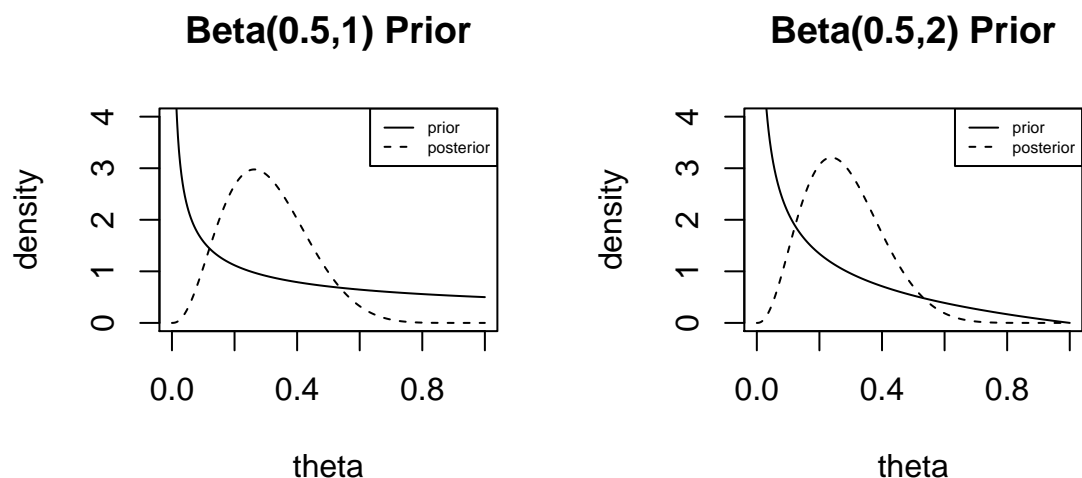 Beta(0.5,1) Prior
density
0 1 2 3 4
prior
posterior
0.0 0.4 0.8
theta
Beta(0.5,2) Prior
density
0 1 2 3 4
prior
posterior
0.0 0.4 0.8
theta